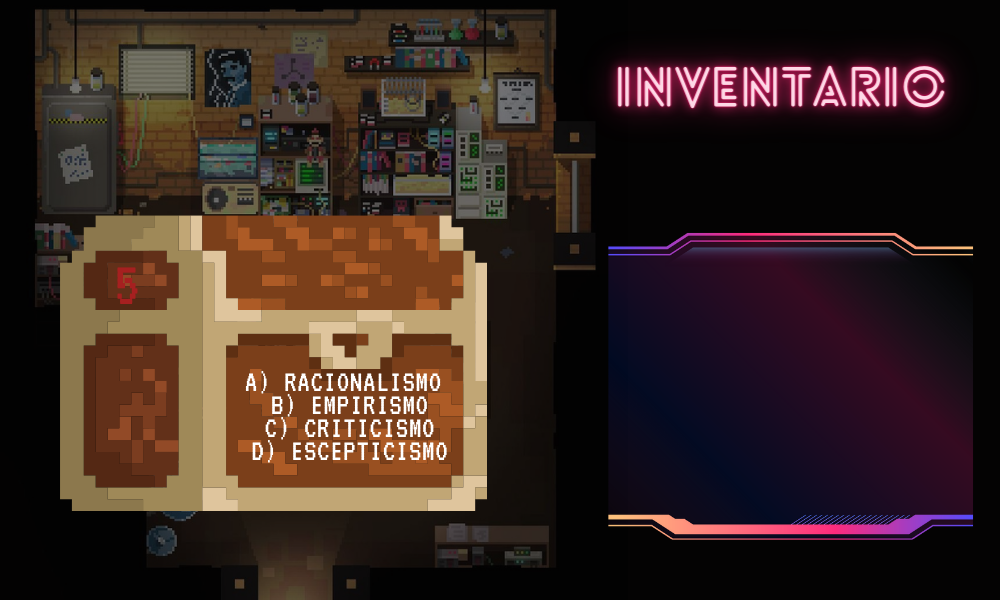 INVENTARIO
5
A) RACIONALISMO
B) EMPIRISMO
C) CRITICISMO
D) ESCEPTICISMO